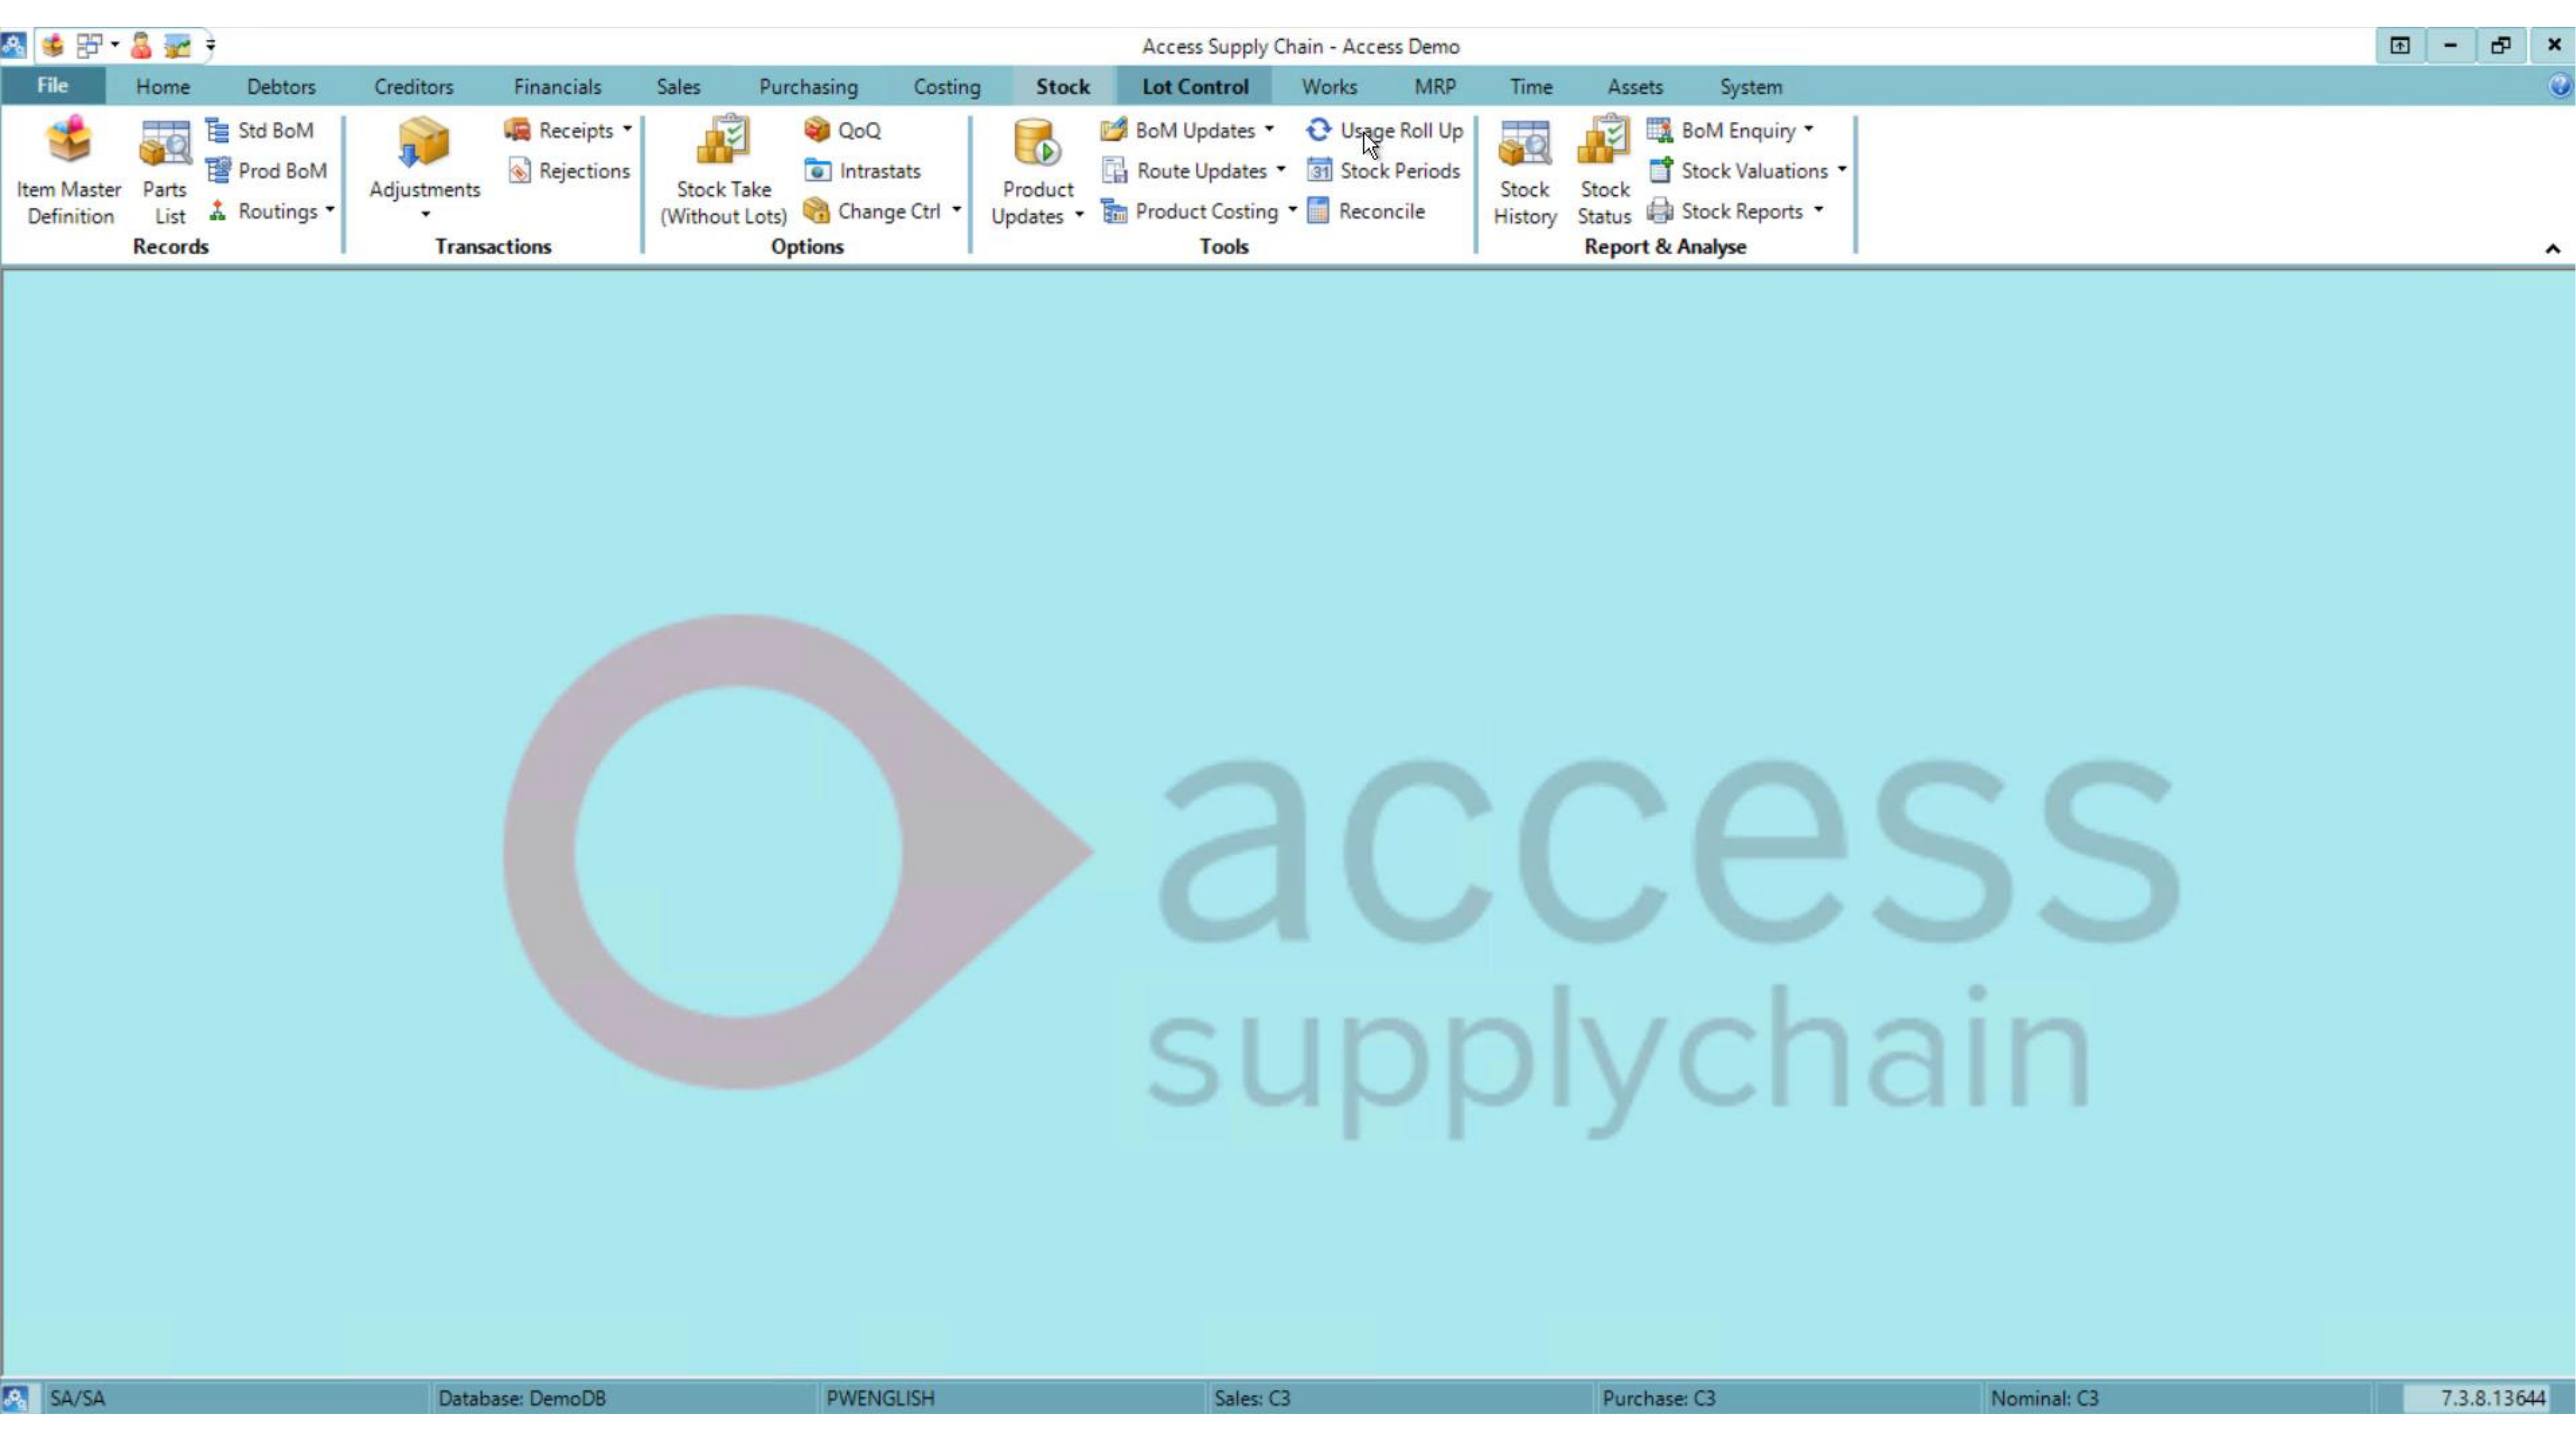 Access Supply Chain - Access Demo
File Home Debtors Creditors Financials Sales Purchasing Costing Stock Lot Control Works MRP Time Assets System
Item Master Definition
Parts List
Std BoM
Prod BoM
Routings
Records
Adjustments
Receipts
Rejections
Transactions
Stock Take (Without Lots)
QoQ
Intrastats
Change Ctrl
Options
Product Updates
BoM Updates
Route Updates
Product Costing
Usage Roll Up
31 Stock Periods
Reconcile
Tools
Stock History
Stock Status
BoM Enquiry
Stock Valuations
Stock Reports
Report & Analyse
access
supplychain
SA/SA Database: DemoDB PWENGLISH Sales: C3 Purchase: C3 Nominal: C3 7.3.8.13644